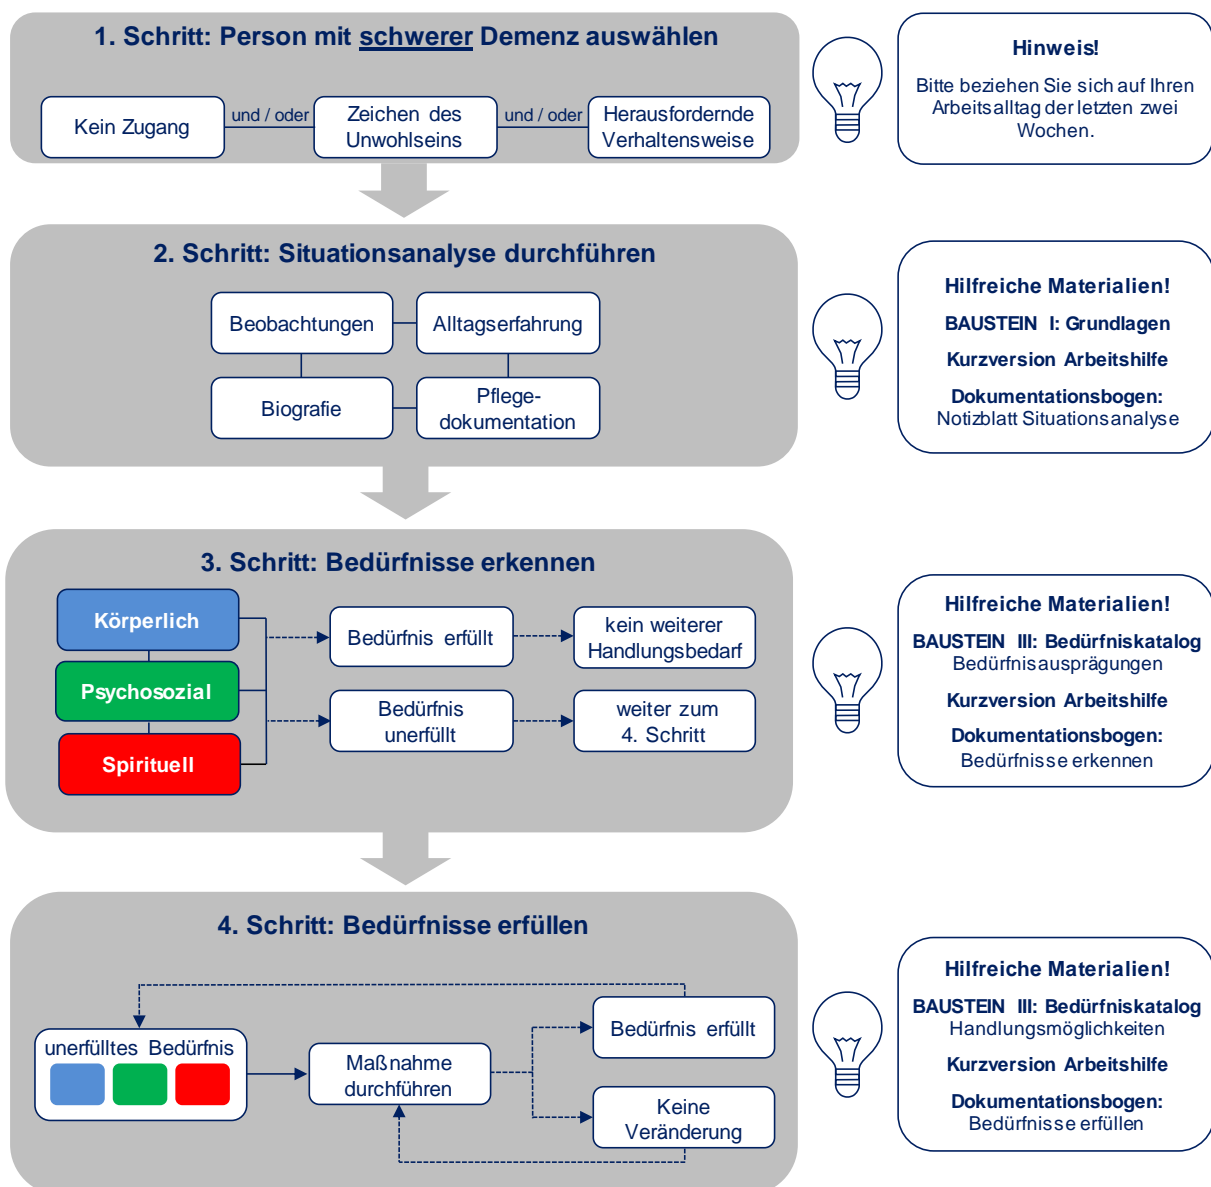 1. Schritt: Person mit schwerer Demenz auswählen
Kein Zugang
und / oder
Zeichen des
Unwohlseins
und / oder
Herausfordernde
Verhaltensweise
Hinweis!
Bitte beziehen Sie sich auf Ihren
Arbeitsalltag der letzten zwei
Wochen.
2. Schritt: Situationsanalyse durchführen
Beobachtungen
Alltagserfahrung
Biografie
Pflege-
dokumentation
Hilfreiche Materialien!
BAUSTEIN I: Grundlagen
Kurzversion Arbeitshilfe
Dokumentationsbogen:
Notizblatt Situationsanalyse
3. Schritt: Bedürfnisse erkennen
Körperlich
Psychosozial
Spirituell
Bedürfnis erfüllt
kein weiterer
Handlungsbedarf
Bedürfnis
unerfüllt
weiter zum
4. Schritt
Hilfreiche Materialien!
BAUSTEIN III: Bedürfniskatalog
Bedürfnisausprägungen
Kurzversion Arbeitshilfe
Dokumentationsbogen:
Bedürfnisse erkennen
4. Schritt: Bedürfnisse erfüllen
unerfülltes Bedürfnis
Maßnahme
durchführen
Bedürfnis erfüllt
Keine
Veränderung
Hilfreiche Materialien!
BAUSTEIN III: Bedürfniskatalog
Handlungsmöglichkeiten
Kurzversion Arbeitshilfe
Dokumentationsbogen:
Bedürfnisse erfüllen